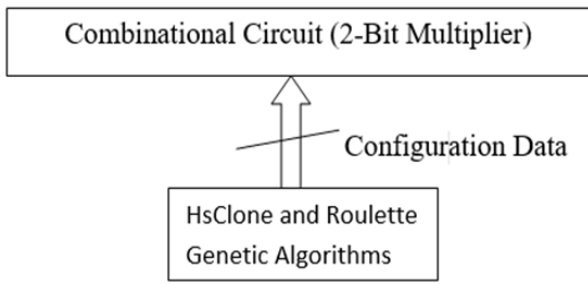 Combinational Circuit (2-Bit Multiplier)
Configuration Data
HsClone and Roulette
Genetic Algorithms